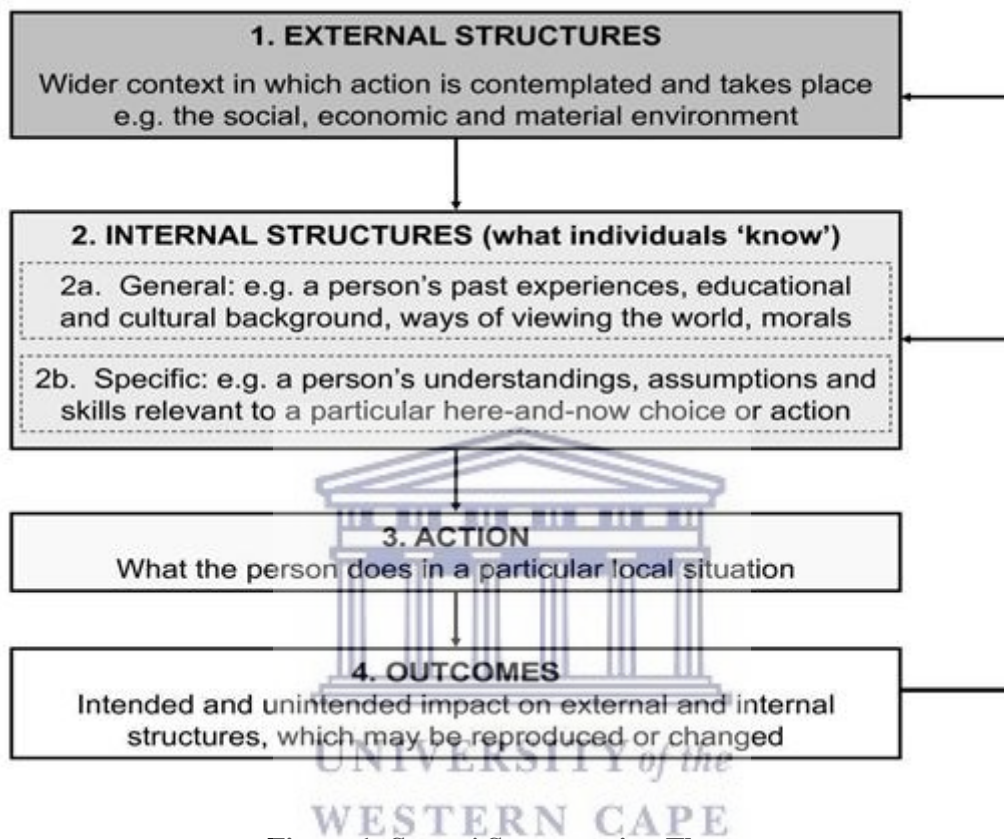 1. EXTERNAL STRUCTURES
Wider context in which action is contemplated and takes place
e.g. the social, economic and material environment
2. INTERNAL STRUCTURES (what individuals ‘know’)
2a. General: e.g. a person’s past experiences, educational
and cultural background, ways of viewing the world, morals
2b. Specific: e.g. a person’s understandings, assumptions and
skills relevant to a particular here-and-now choice or action
3. ACTION
What the person does in a particular local situation
4. OUTCOMES
Intended and unintended impact on external and internal
structures, which may be reproduced or changed
UNIVERSITY of the
WESTERN CAPE